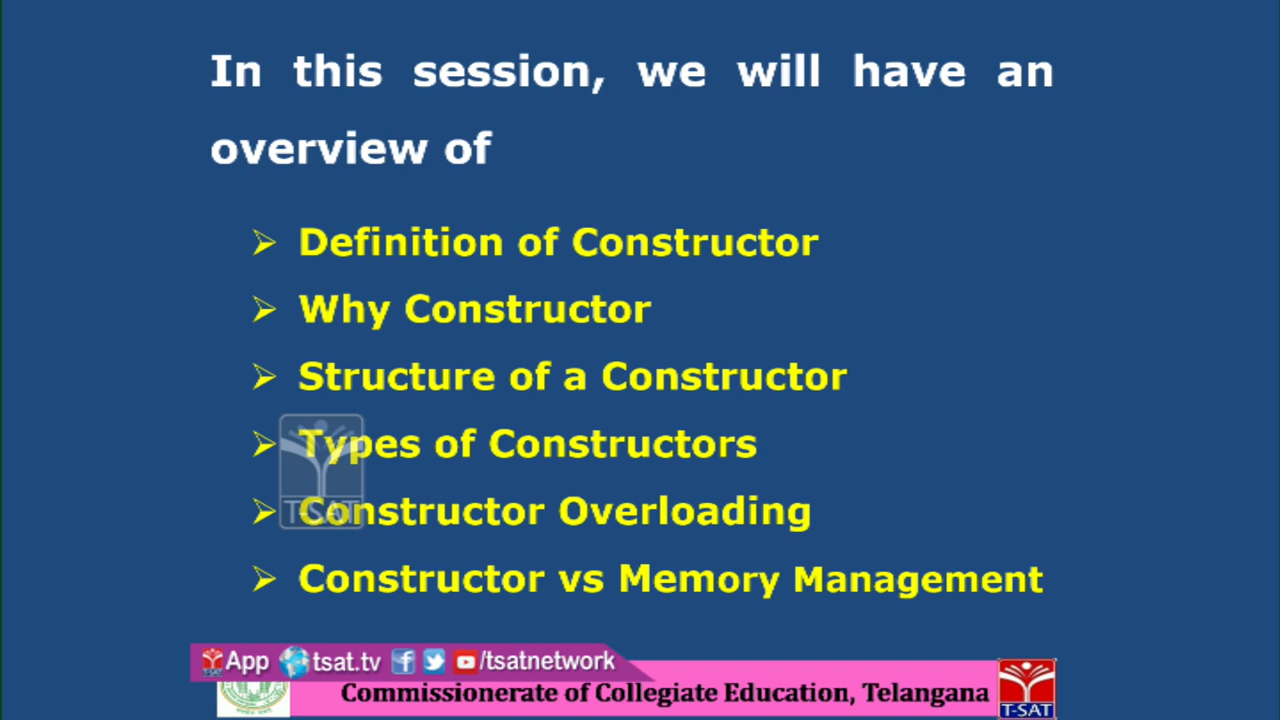 In this session, we will have an
overview of
➢ Definition of Constructor
➢ Why Constructor
➢ Structure of a Constructor
➢ Types of Constructors
➢ Constructor Overloading
➢ Constructor vs Memory Management
T-SAT
App tsat.tv /tsatnetwork
Commissionerate of Collegiate Education, Telangana
T-SAT